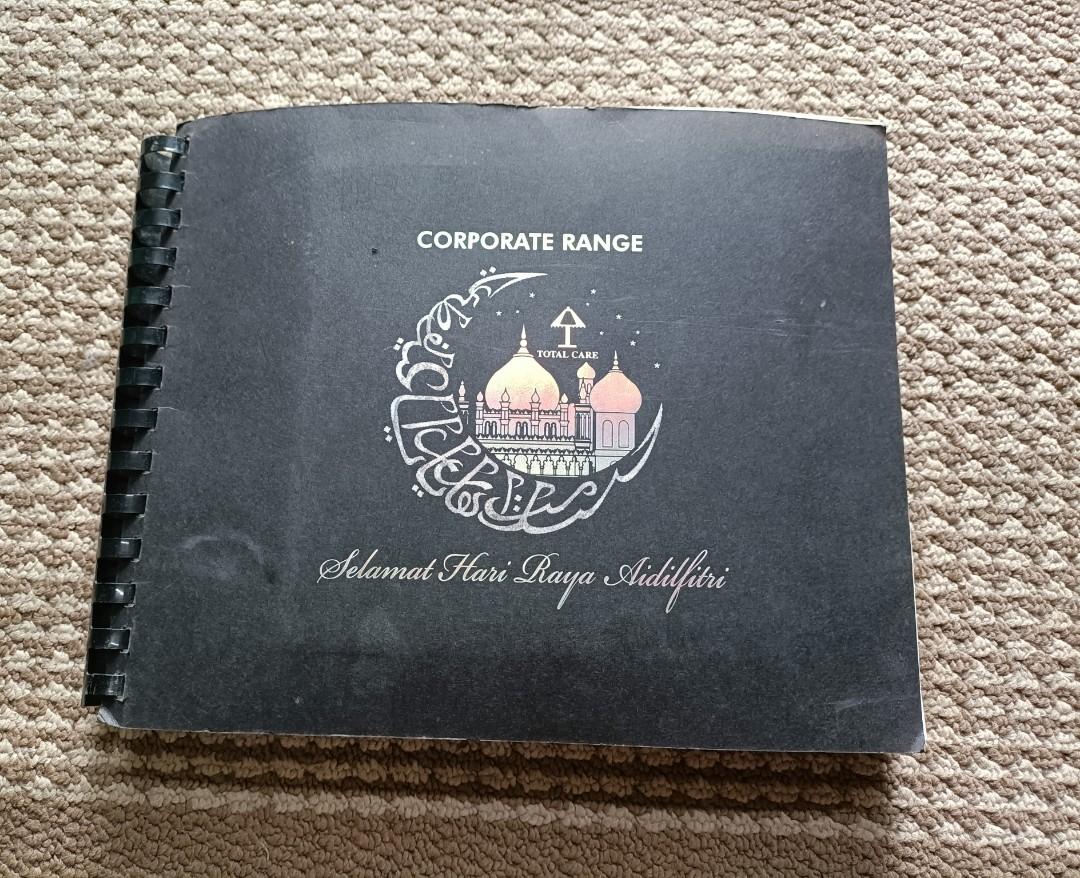 CORPORATE RANGE
TOTAL CARE
Selamat Hari Raya Aidilfitri